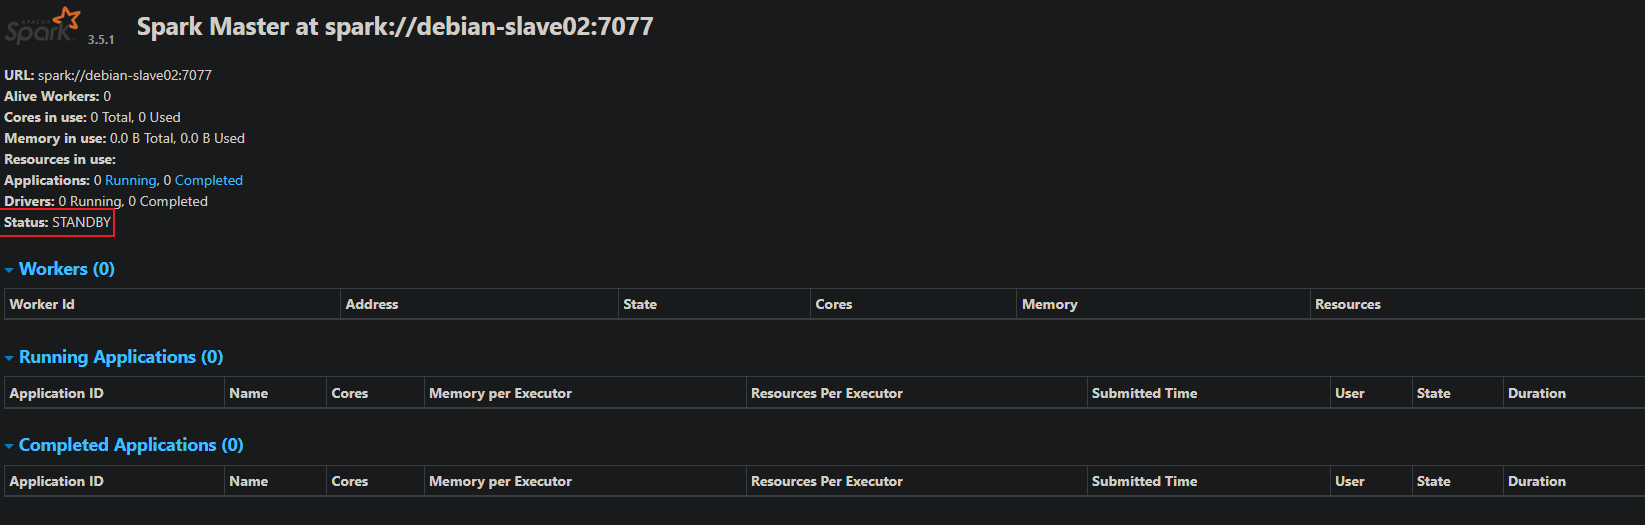 APACHE
Spark 3.5.1 Spark Master at spark://debian-slave02:7077
URL: spark://debian-slave02:7077
Alive Workers: 0
Cores in use: 0 Total, 0 Used
Memory in use: 0.0 B Total, 0.0 B Used
Resources in use:
Applications: 0 Running, 0 Completed
Drivers: 0 Running, 0 Completed
Status: STANDBY
Workers (0)
Worker Id Address State Cores Memory Resources
Running Applications (0)
Application ID Name Cores Memory per Executor Resources Per Executor Submitted Time User State Duration
Completed Applications (0)
Application ID Name Cores Memory per Executor Resources Per Executor Submitted Time User State Duration